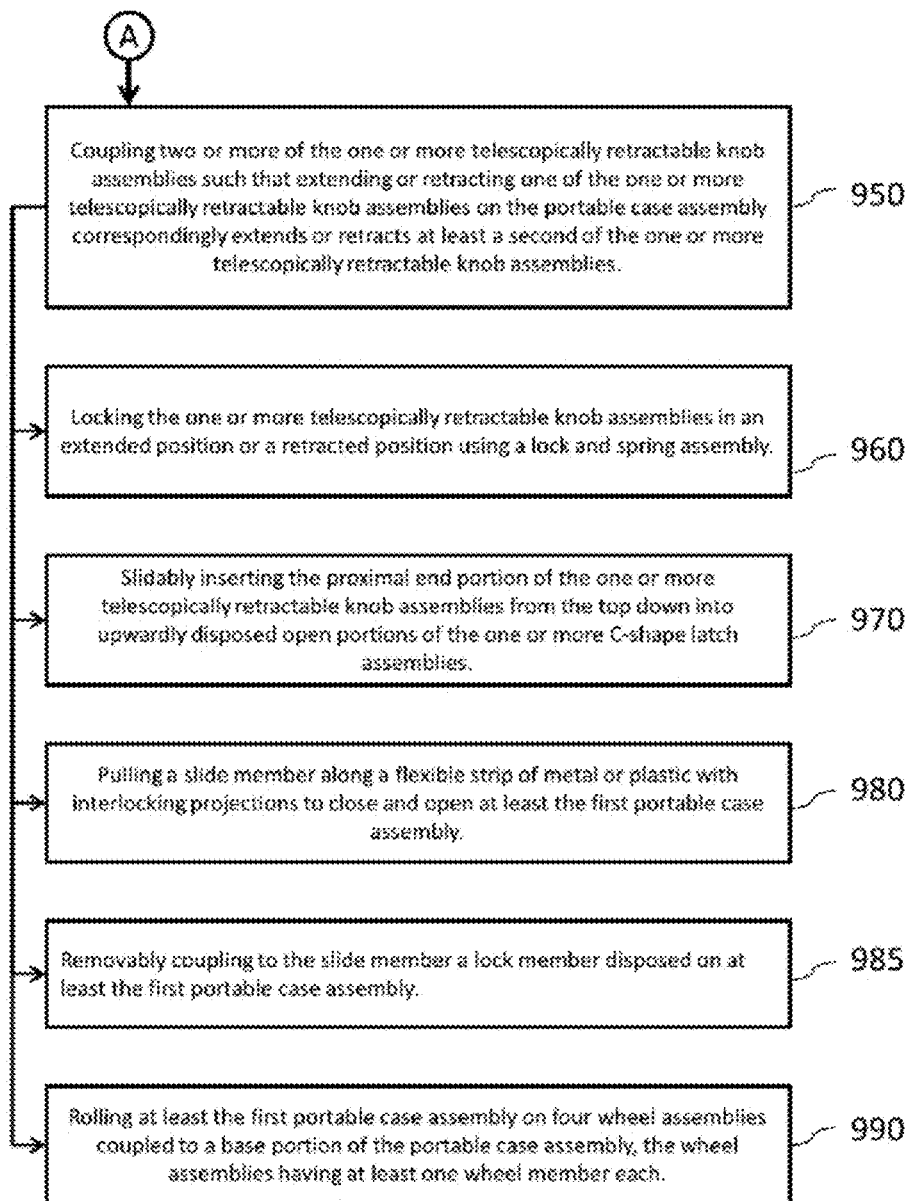 A
Coupling two or more of the one or more telescopically retractable knob
assemblies such that extending or retracting one of the one or more
telescopically retractable knob assemblies on the portable case assembly
correspondingly extends or retracts at least a second of the one or more
telescopically retractable knob assemblies.
950
Locking the one or more telescopically retractable knob assemblies in an
extended position or a retracted position using a lock and spring assembly.
960
Slidably inserting the proximal end portion of the one or more
telescopically retractable knob assemblies from the top down into
upwardly disposed open portions of the one or more C-shape latch
assemblies.
970
Pulling a slide member along a flexible strip of metal or plastic with
interlocking projections to close and open at least the first portable case
assembly.
980
Removably coupling to the slide member a lock member disposed on at
least the first portable case assembly.
985
Rolling at least the first portable case assembly on four wheel assemblies
coupled to a base portion of the portable case assembly, the wheel
assemblies having at least one wheel member each.
990